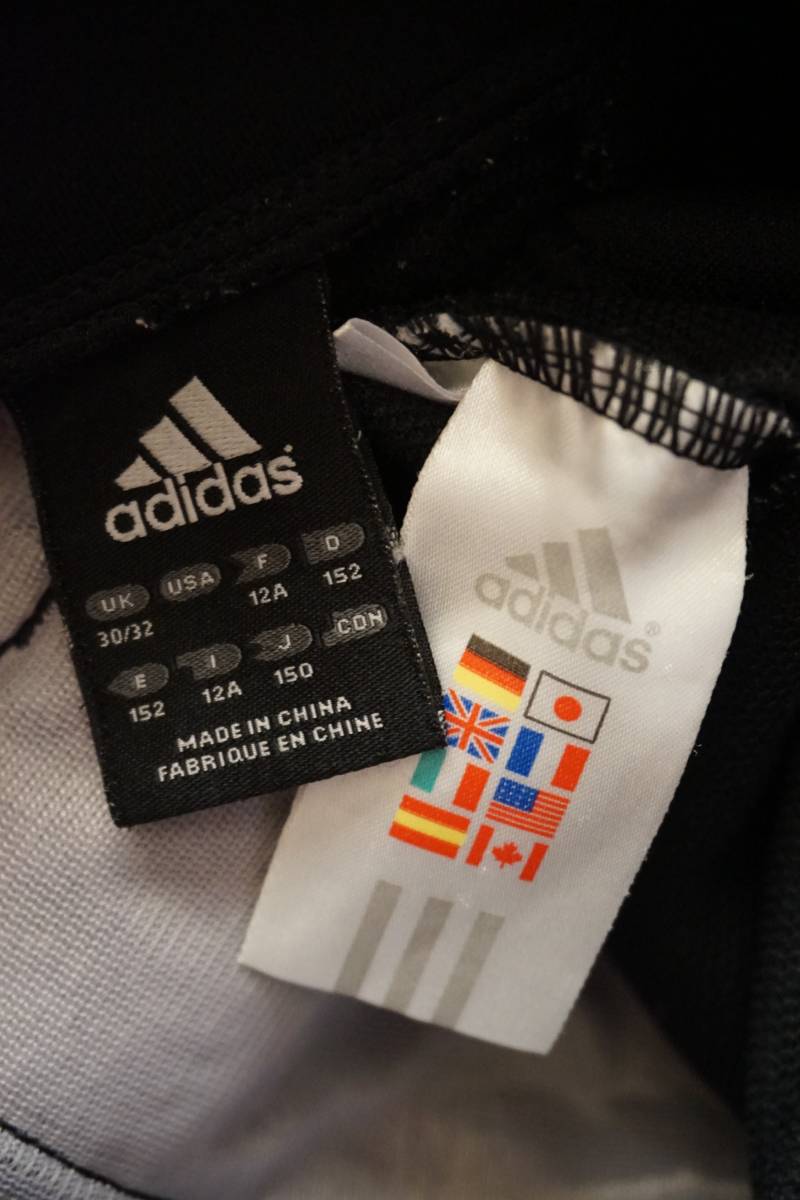 adidas
UK USA F D
30/32 12A 152
E I J CDN
152 12A 150
MADE IN CHINA
FABRIQUE EN CHINE
adidas®